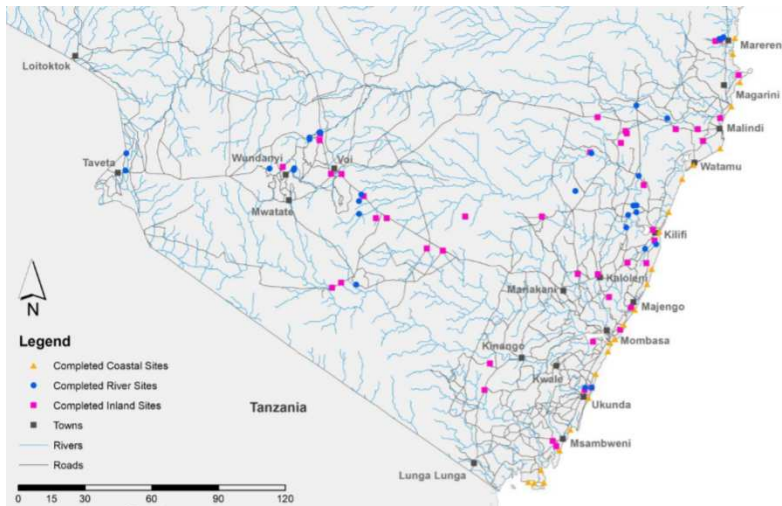 Mareren
Loitoktok
Magarini
Malindi
Wundanyi
Voi
Taveta
Watamu
Mwatate
Kilifi
Kaloleni
Mariakani
Majengo
N
Legend
Mombasa
Kinango
Completed Coastal Sites
Kwale
Completed River Sites
Completed Inland Sites
Tanzania
Ukunda
Towns
Rivers
Msambweni
Roads
Lunga Lunga
0 15 30 60 90 120